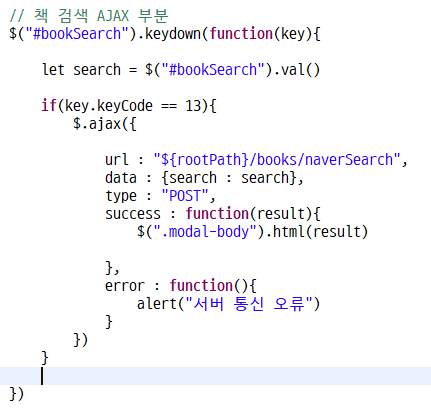 // 책 검색 AJAX 부분
$("#bookSearch").keydown(function(key){
let search = $("#bookSearch").val()
if(key.keyCode == 13){
$.ajax({
url : "${rootPath}/books/naverSearch",
data : {search : search},
type : "POST",
success : function(result){
$(".modal-body").html(result)
},
error : function(){
alert("서버 통신 오류")
}
})
}
})